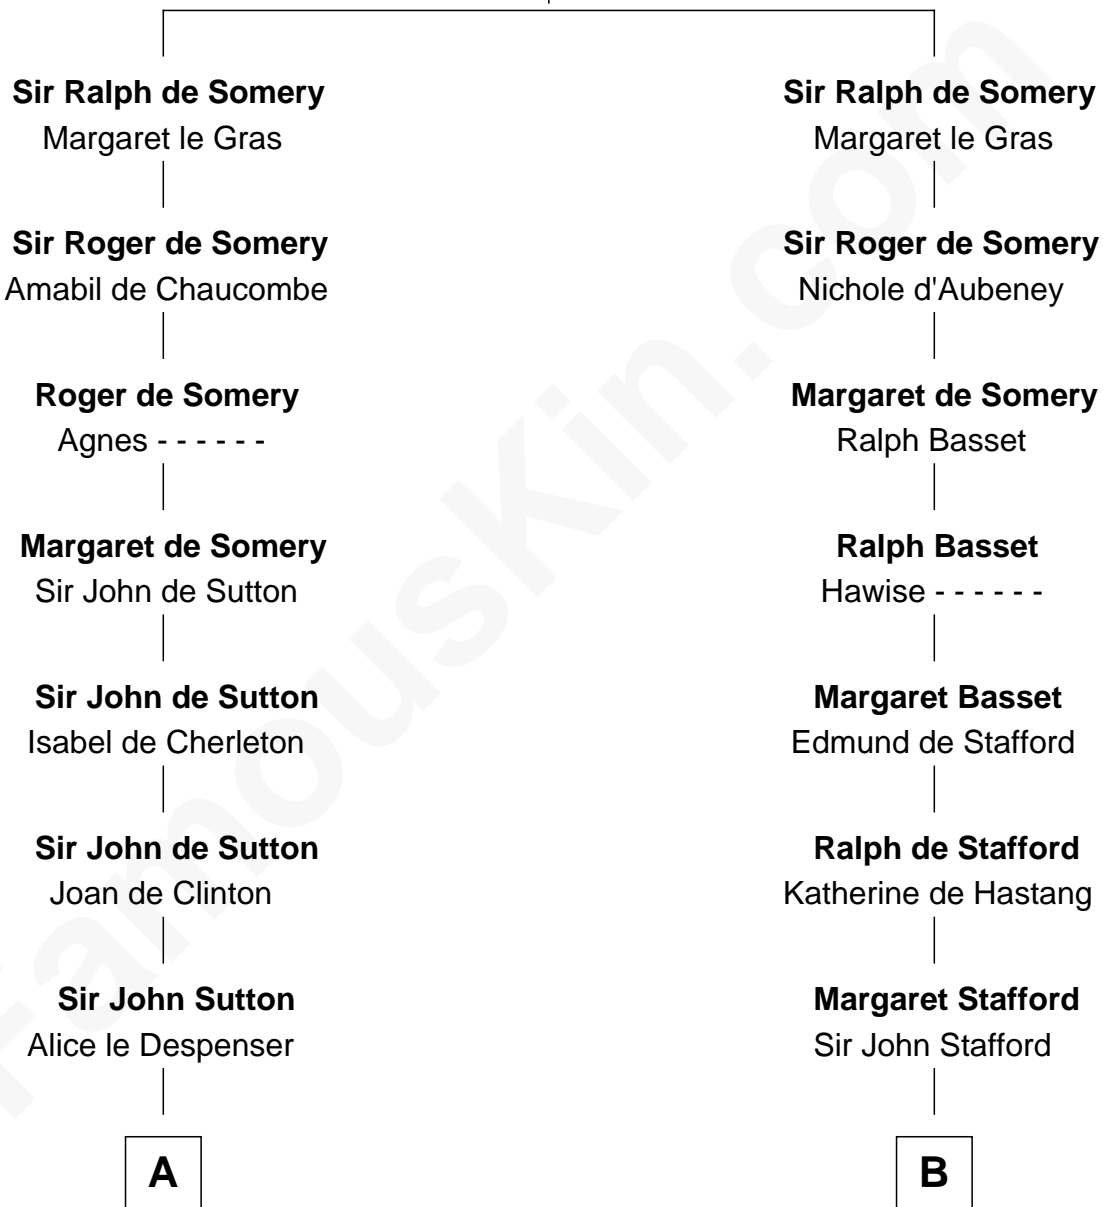 Sir Ralph de Somery
Margaret le Gras
Sir Roger de Somery
Amabil de Chaucombe
Roger de Somery
Agnes - - - - - -
Margaret de Somery
Sir John de Sutton
Sir John de Sutton
Isabel de Cherleton
Sir John de Sutton
Joan de Clinton
Sir John Sutton
Alice le Despenser
A
Sir Ralph de Somery
Margaret le Gras
Sir Roger de Somery
Nichole d'Aubeney
Margaret de Somery
Ralph Basset
Ralph Basset
Hawise - - - - - -
Margaret Basset
Edmund de Stafford
Ralph de Stafford
Katherine de Hastang
Margaret Stafford
Sir John Stafford
B
FamousKin.com